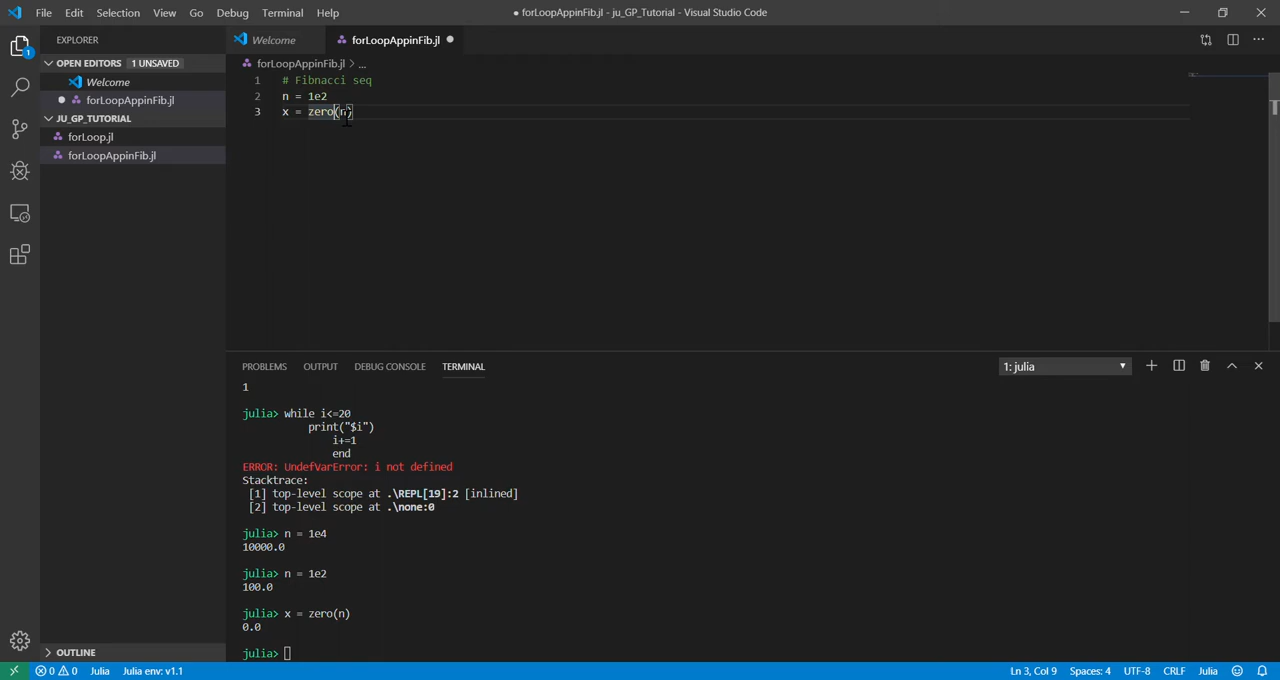 File Edit Selection View Go Debug Terminal Help
● forLoopAppinFib.jl - ju_GP_Tutorial - Visual Studio Code
EXPLORER
OPEN EDITORS 1 UNSAVED
Welcome
forLoopAppinFib.jl
JU_GP_TUTORIAL
forLoop.jl
forLoopAppinFib.jl
OUTLINE
1
Welcome forLoopAppinFib.jl
forLoopAppinFib.jl > ...
1 # Fibnacci seq
2 n = 1e2
3 x = zero(n)
PROBLEMS OUTPUT DEBUG CONSOLE TERMINAL
1: julia
1
julia> while i<=20
print("$i")
i+=1
end
ERROR: UndefVarError: i not defined
Stacktrace:
[1] top-level scope at .\REPL[19]:2 [inlined]
[2] top-level scope at .\none:0
julia> n = 1e4
10000.0
julia> n = 1e2
100.0
julia> x = zero(n)
0.0
julia>
0 0 Julia Julia env: v1.1
Ln 3, Col 9 Spaces: 4 UTF-8 CRLF Julia